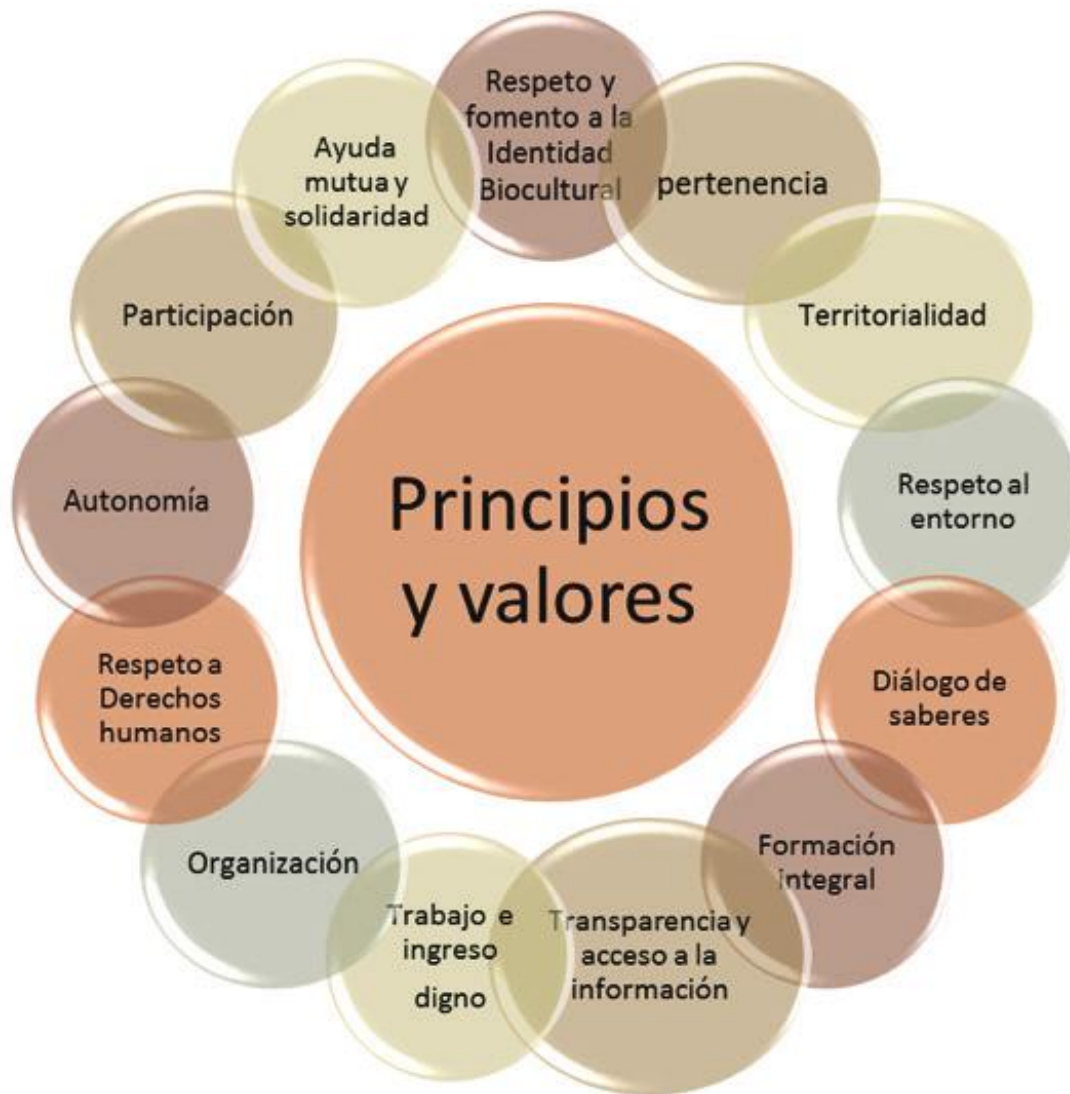 Respeto y
fomento a la
Identidad
Biocultural
pertenencia
Territorialidad
Respeto al
entorno
Diálogo de
saberes
Formación
integral
Transparencia y
acceso a la
información
Trabajo e
ingreso
digno
Organización
Respeto a
Derechos
humanos
Autonomía
Participación
Ayuda
mutua y
solidaridad
Principios
y valores